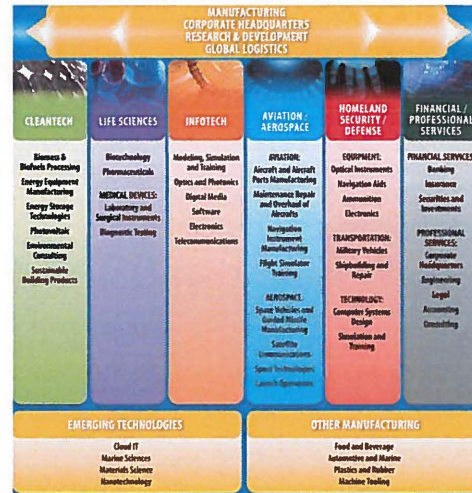 MANUFACTURING
CORPORATE HEADQUARTERS
RESEARCH & DEVELOPMENT
GLOBAL LOGISTICS
CLEANTECH
Biomass &
Biofuels Processing
Energy Equipment
Manufacturing
Energy Storage
Technologies
Photovoltaic
Environmental
Consulting
Sustainable
Building Products
LIFE SCIENCES
Biotechnology
Pharmaceuticals
MEDICAL DEVICES:
Laboratory and
Surgical Instruments
Diagnostic Testing
INFOTECH
Modeling, Simulation
and Training
Optics and Photonics
Digital Media
Software
Electronics
Telecommunications
AVIATION /
AEROSPACE
AVIATION:
Aircraft and Aircraft
Parts Manufacturing
Maintenance Repair
and Overhaul of
Aircrafts
Navigation
Instrument
Manufacturing
Flight Simulator
Training
AEROSPACE:
Space Vehicles and
Guided Missile
Manufacturing
Satellite
Communications
Space Technologies
Launch Operations
HOMELAND
SECURITY /
DEFENSE
EQUIPMENT:
Optical Instruments
Navigation Aids
Ammunition
Electronics
TRANSPORTATION:
Military Vehicles
Shipbuilding and
Repair
TECHNOLOGY:
Computer Systems
Design
Simulation and
Training
FINANCIAL /
PROFESSIONAL
SERVICES
FINANCIAL SERVICES:
Banking
Insurance
Securities and
Investments
PROFESSIONAL
SERVICES:
Corporate
Headquarters
Engineering
Legal
Accounting
Consulting
EMERGING TECHNOLOGIES
Cloud IT
Marine Sciences
Materials Science
Nanotechnology
OTHER MANUFACTURING
Food and Beverage
Automotive and Marine
Plastics and Rubber
Machine Tooling